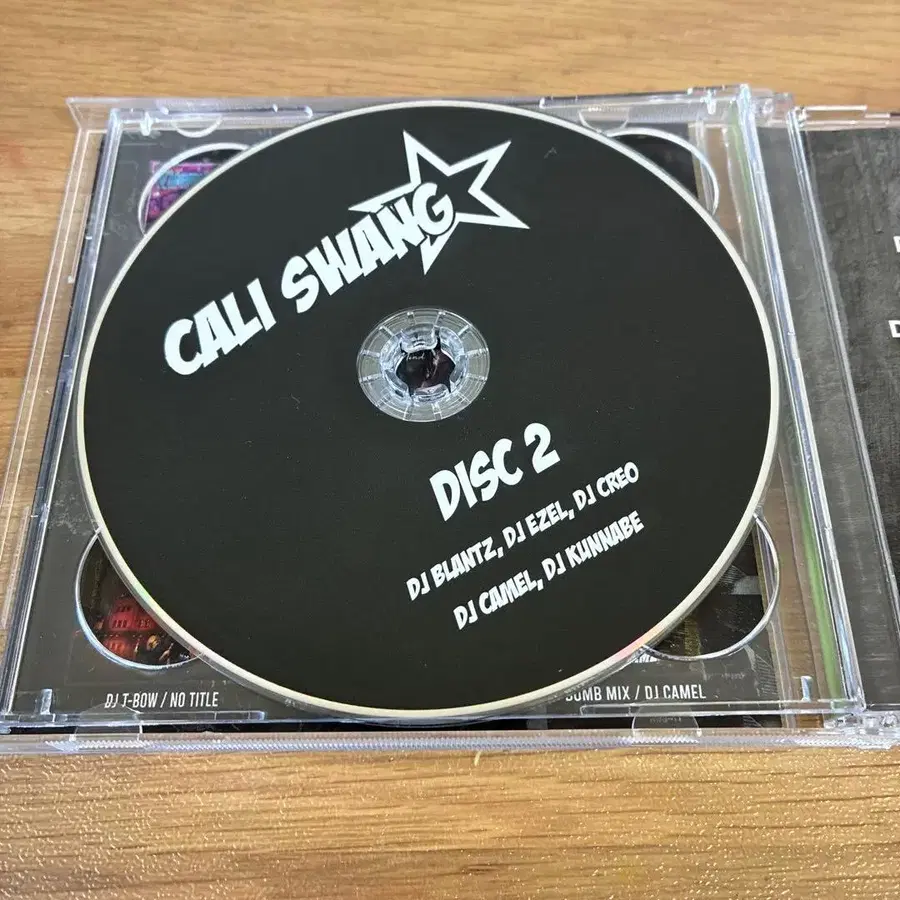 CALI SWANG
DISC 2
DJ BLANTZ, DJ EZEL, DJ CREO
DJ CAMEL, DJ KUNNABE
DJ T-BOW / NO TITLE
MIX / DJ CAMEL